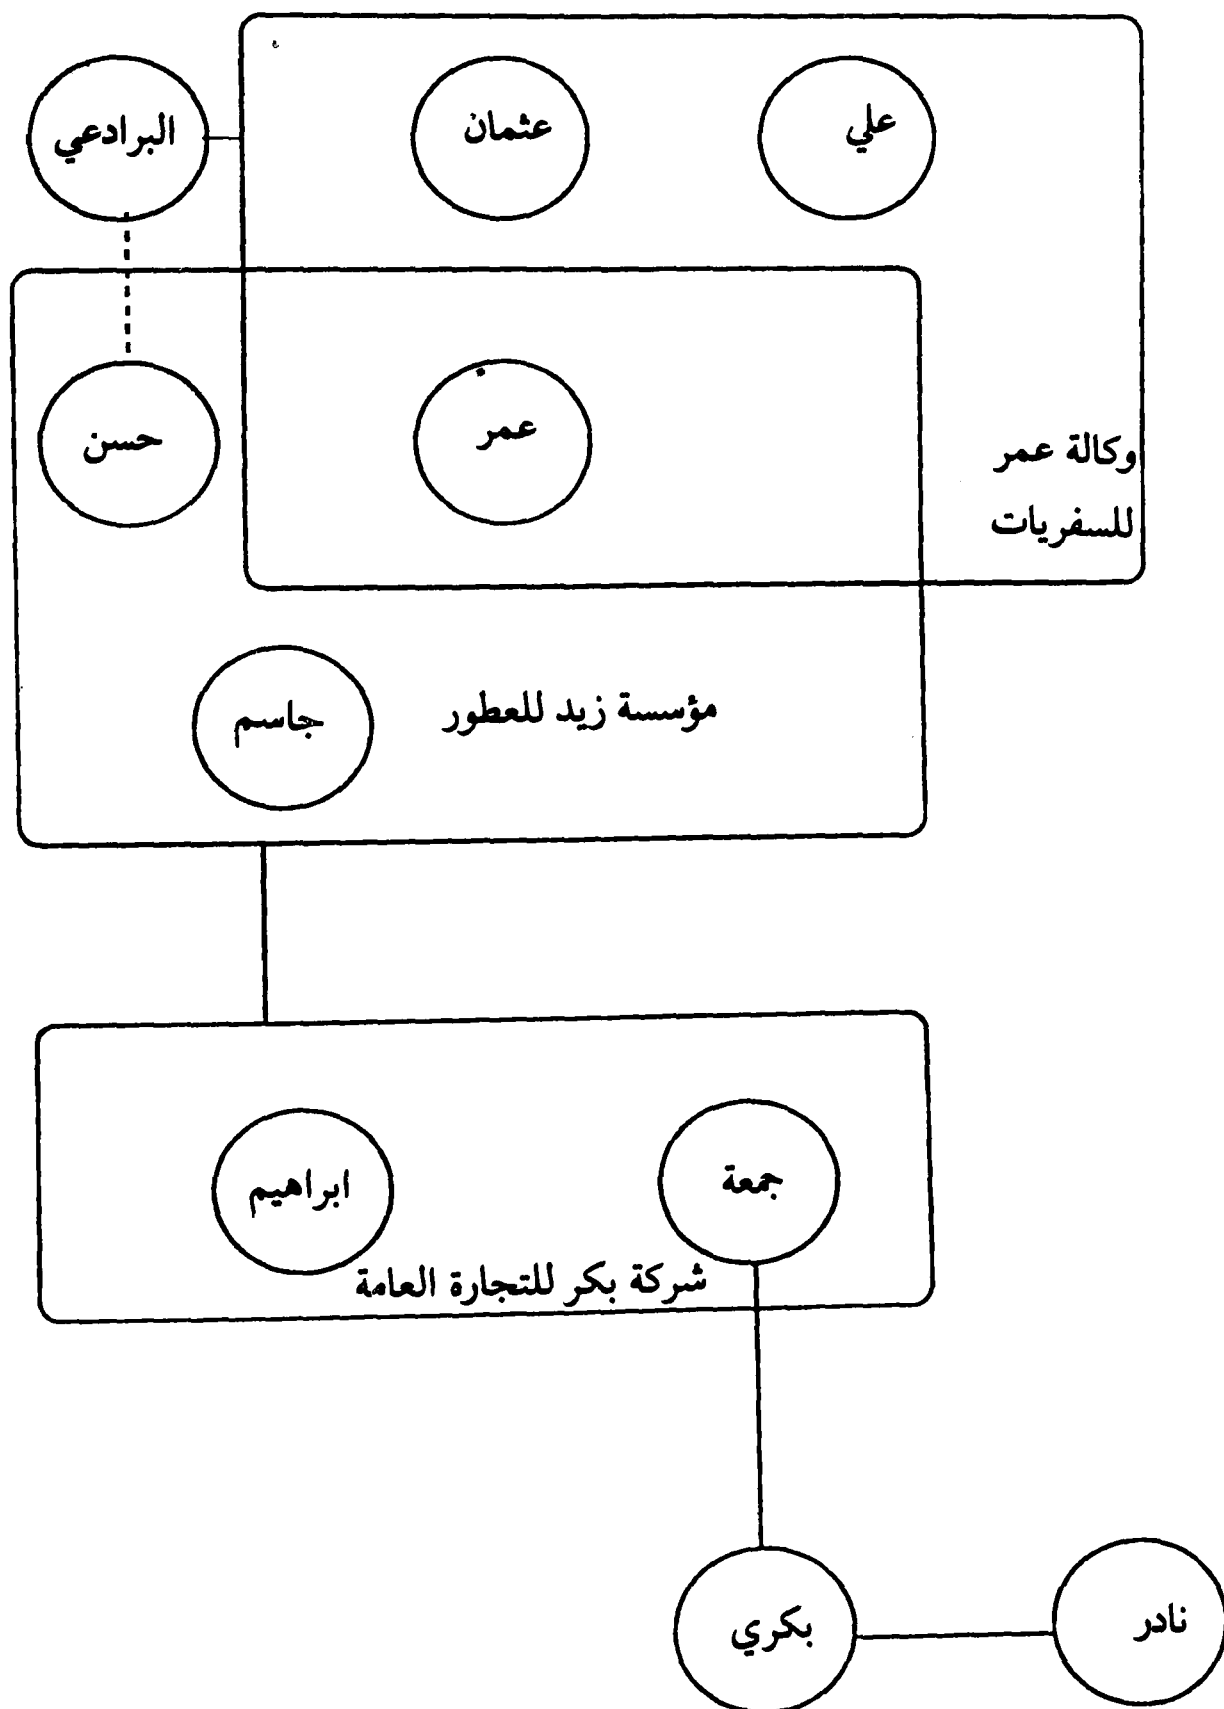 علي
عثمان
البرادعي
عمر
حسن
وكالة عمر
للسفريات
مؤسسة زيد للعطور
جاسم
جمعة
ابراهيم
شركة بكر للتجارة العامة
نادر
بكري